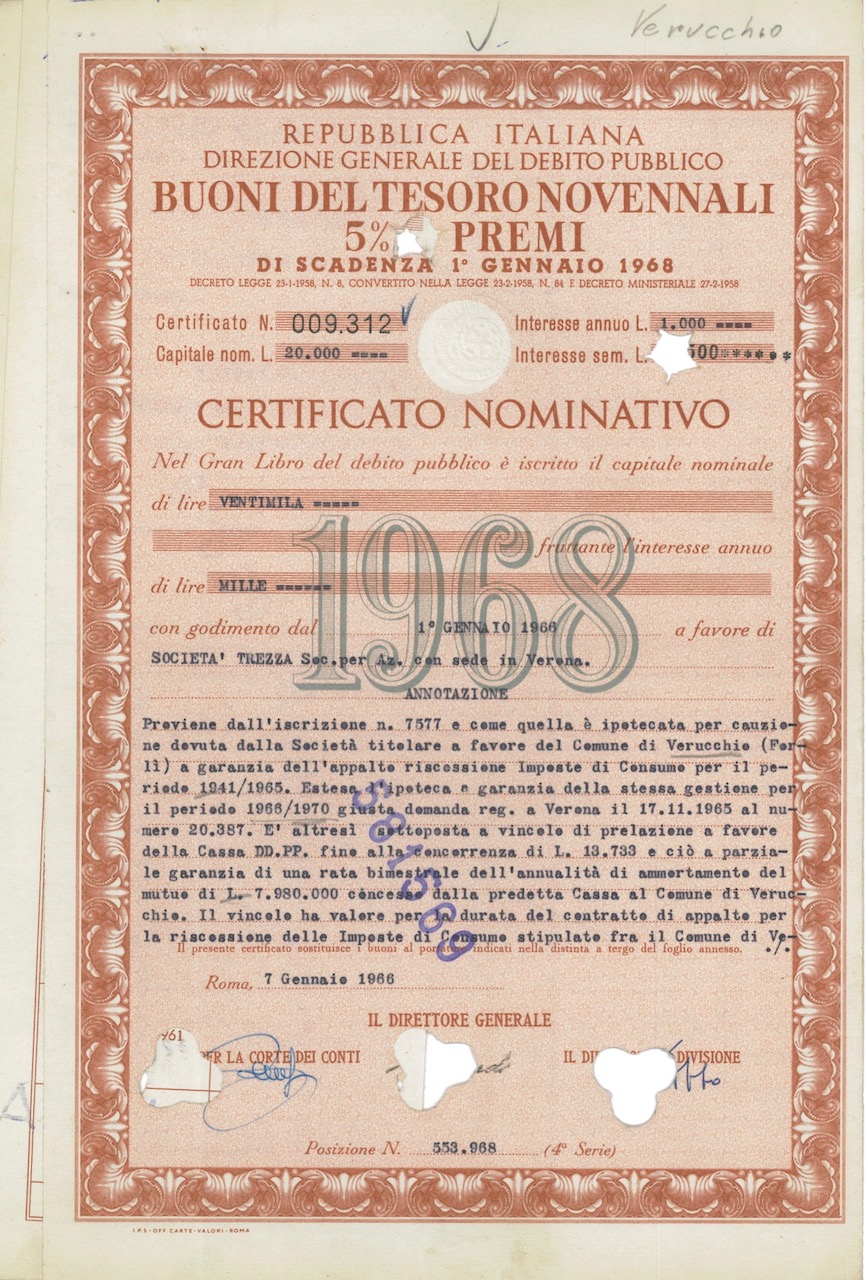 Verucchio
REPUBBLICA ITALIANA
DIREZIONE GENERALE DEL DEBITO PUBBLICO
BUONI DEL TESORO NOVENNALI
5% PREMI
DI SCADENZA 1º GENNAIO 1968
DECRETO LEGGE 23-1-1958, N. 8, CONVERTITO NELLA LEGGE 23-2-1958, N. 84 E DECRETO MINISTERIALE 27-2-1958
Certificato N. 009.312 Interesse annuo L. 1.000 ====
Capitale nom. L. 20.000 ==== Interesse sem. L. 500******
CERTIFICATO NOMINATIVO
Nel Gran Libro del debito pubblico è iscritto il capitale nominale
di lire VENTIMILA =====
1968
fruttante l'interesse annuo
di lire MILLE ======
con godimento dal 1º GENNAIO 1966 a favore di
SOCIETA' TREZZA Soc.per Az. con sede in Verona.
ANNOTAZIONE
Proviene dall'iscrizione n. 7577 e come quella è ipotecata per cauzio-
ne dovuta dalla Società titolare a favore del Comune di Verucchio (For-
lì) a garanzia dell'appalto riscossione Imposte di Consumo per il pe-
riodo 1941/1965. Estesa l'ipoteca a garanzia della stessa gestione per
il periodo 1966/1970 giusta domanda reg. a Verona il 17.11.1965 al nu-
mero 20.387. E' altresì sottoposta a vincolo di prelazione a favore
della Cassa DD.PP. fino alla concorrenza di L. 13.733 e ciò a parzia-
le garanzia di una rata bimestrale dell'annualità di ammortamento del
mutuo di L. 7.980.000 concesso dalla predetta Cassa al Comune di Veruc-
chio. Il vincolo ha valore per la durata del contratto di appalto per
la riscossione delle Imposte di Consumo stipulato fra il Comune di Ve-
581569
Il presente certificato sostituisce i buoni al portatore indicati nella distinta a tergo del foglio annesso. ./.
Roma, 7 Gennaio 1966
IL DIRETTORE GENERALE
961
PER LA CORTE DEI CONTI IL DI DIVISIONE
Posizione N. 553.968 (4ª Serie)
I.P.S-OFF. CARTE-VALORI-ROMA